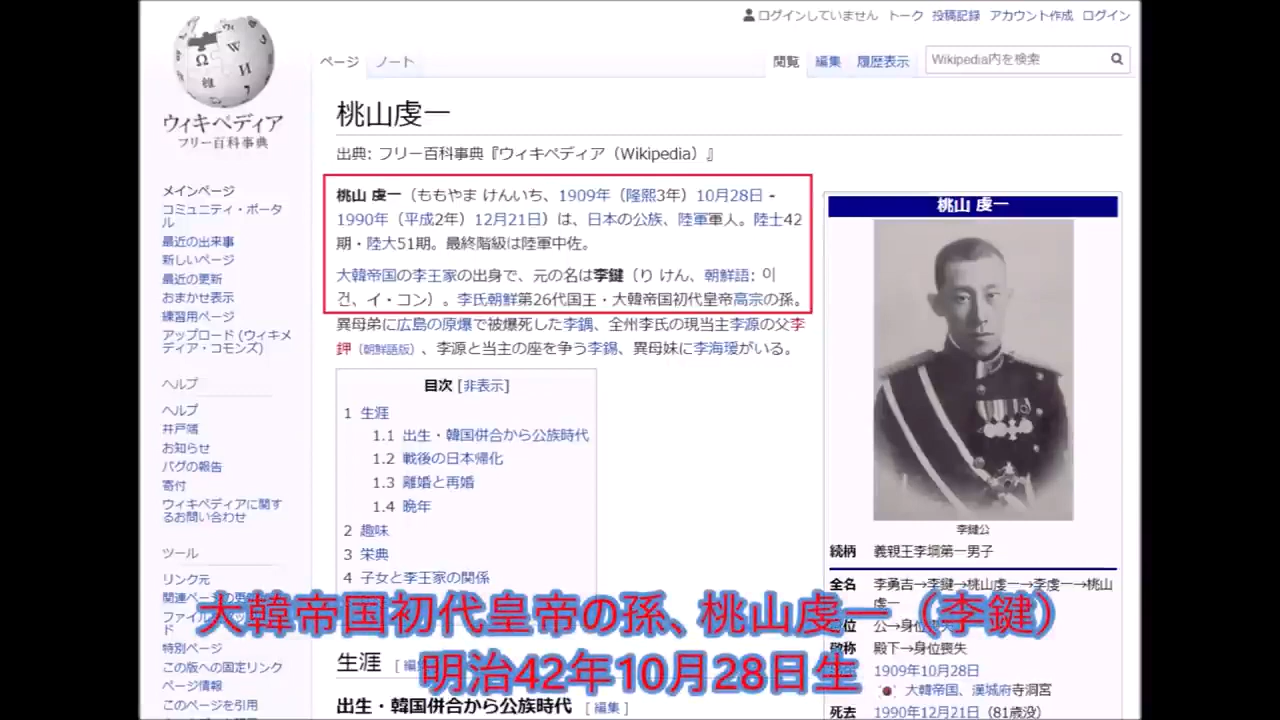 ログインしていません トーク 投稿記録 アカウント作成 ログイン
ページ ノート
閲覧 編集 履歴表示 Wikipedia内を検索
ウィキペディア
フリー百科事典
メインページ
コミュニティ・ポータ
ル
最近の出来事
新しいページ
最近の更新
おまかせ表示
練習用ページ
アップロード (ウィキメ
ディア・コモンズ)
ヘルプ
ヘルプ
井戸端
お知らせ
バグの報告
寄付
ウィキペディアに関す
るお問い合わせ
ツール
リンク元
関連ページの更新
ファイル
特別ページ
この版への固定リンク
ページ情報
このページを引用
桃山虔一
出典: フリー百科事典『ウィキペディア（Wikipedia）』
桃山 虔一（ももやま けんいち、1909年（隆熙3年）10月28日 -
1990年（平成2年）12月21日）は、日本の公族、陸軍軍人。陸士42
期・陸大51期。最終階級は陸軍中佐。
大韓帝国の李王家の出身で、元の名は李鍵（り けん、朝鮮語: 이
건、イ・コン）。李氏朝鮮第26代国王・大韓帝国初代皇帝高宗の孫。
異母弟に広島の原爆で被爆死した李鍝、全州李氏の現当主李源の父李
鉀（朝鮮語版）、李源と当主の座を争う李錫、異母妹に李海瑗がいる。
目次 [非表示]
1 生涯
1.1 出生・韓国併合から公族時代
1.2 戦後の日本帰化
1.3 離婚と再婚
1.4 晩年
2 趣味
3 栄典
4 子女と李王家の関係
生涯
出生・韓国併合から公族時代 [ 編集 ]
桃山 虔一
李鍵公
続柄 義親王李堈第一男子
全名 李勇吉→李鍵→桃山虔一→李虔一→桃山
虔一
公→身位喪失
敬称 殿下→身位喪失
1909年10月28日
大韓帝国、漢城府寺洞宮
死去 1990年12月21日（81歳没）
大韓帝国初代皇帝の孫、桃山虔一（李鍵）
明治42年10月28日生